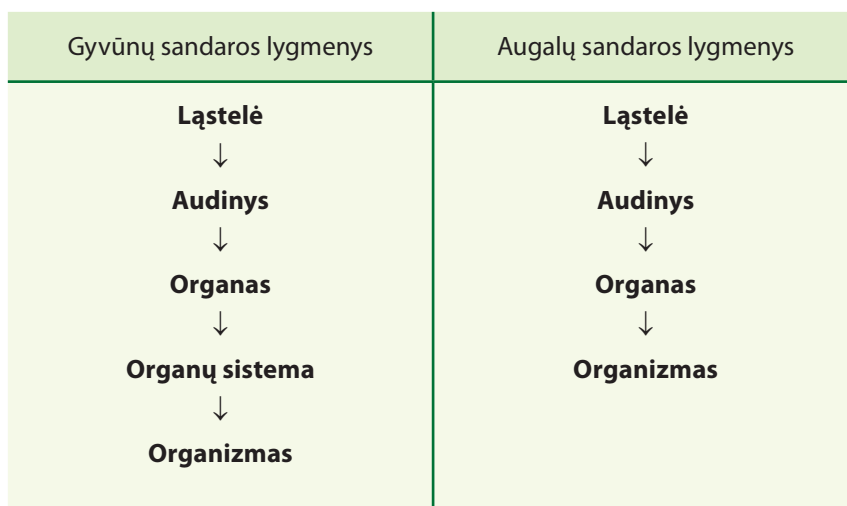 Gyvūnų sandaros lygmenys
Ląstelė
↓
Audinys
↓
Organas
↓
Organų sistema
↓
Organizmas
Augalų sandaros lygmenys
Ląstelė
↓
Audinys
↓
Organas
↓
Organizmas